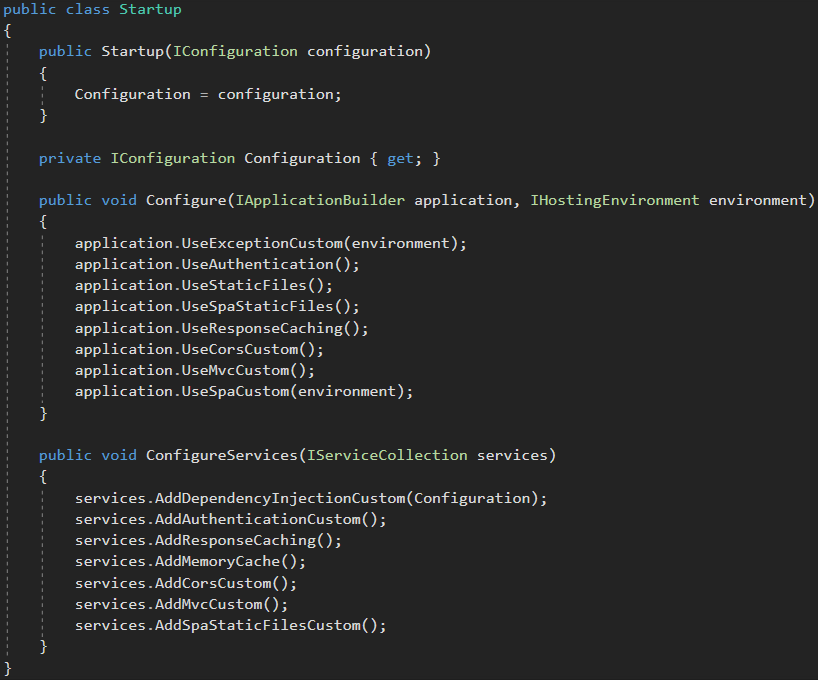 public class Startup
{
    public Startup(IConfiguration configuration)
    {
        Configuration = configuration;
    }

    private IConfiguration Configuration { get; }

    public void Configure(IApplicationBuilder application, IHostingEnvironment environment)
    {
        application.UseExceptionCustom(environment);
        application.UseAuthentication();
        application.UseStaticFiles();
        application.UseSpaStaticFiles();
        application.UseResponseCaching();
        application.UseCorsCustom();
        application.UseMvcCustom();
        application.UseSpaCustom(environment);
    }

    public void ConfigureServices(IServiceCollection services)
    {
        services.AddDependencyInjectionCustom(Configuration);
        services.AddAuthenticationCustom();
        services.AddResponseCaching();
        services.AddMemoryCache();
        services.AddCorsCustom();
        services.AddMvcCustom();
        services.AddSpaStaticFilesCustom();
    }
}